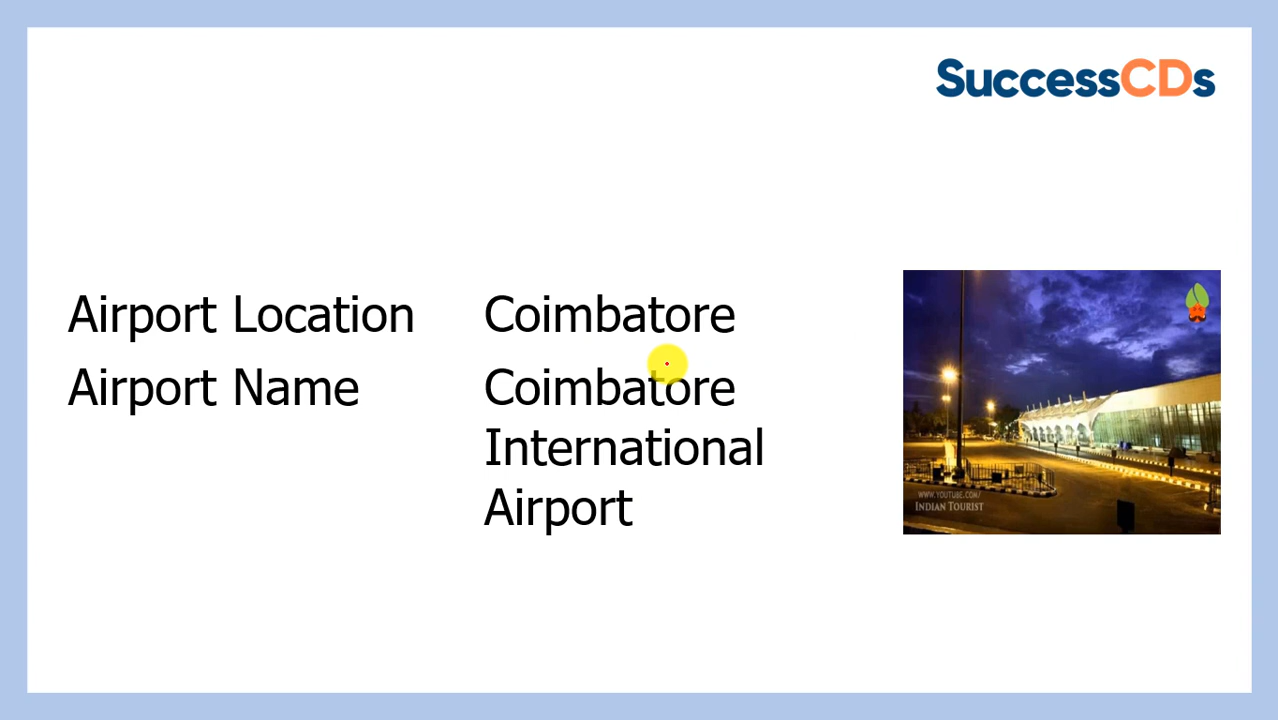 SuccessCDs
Airport Location Coimbatore
Airport Name Coimbatore
International
Airport
WWW.YOUTUBE.COM/
INDIAN TOURIST